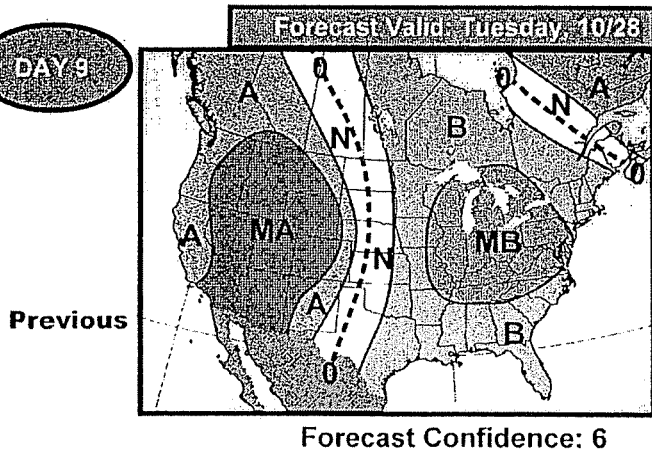 Forecast Valid: Tuesday, 10/28
DAY 9
0
0
A
A
N
B
N
0
A
MA
N
MB
A
B
0
Previous
Forecast Confidence: 6